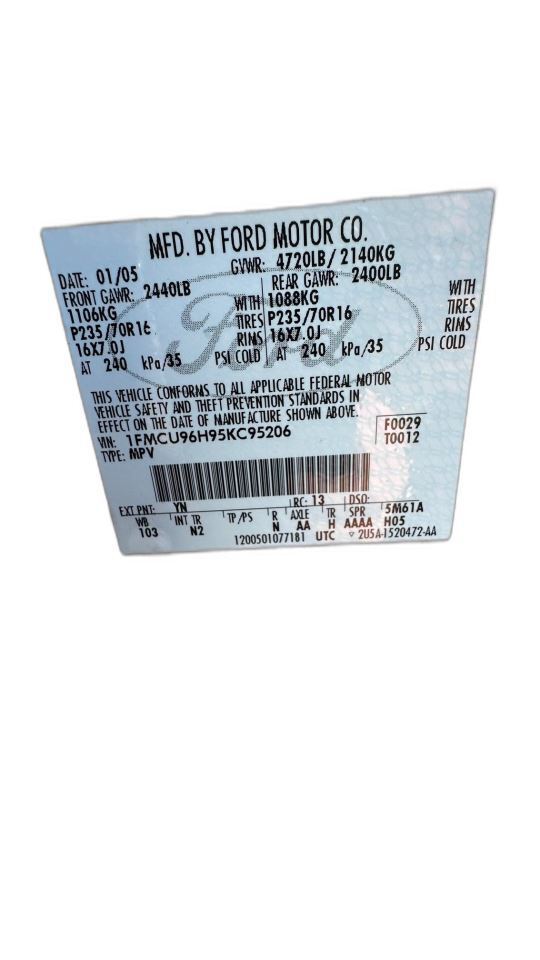 MFD. BY FORD MOTOR CO.
DATE: 01/05 GVWR: 4720LB/ 2140KG
FRONT GAWR: 2440LB REAR GAWR: 2400LB
1106KG WITH 1088KG WITH
P235/70R16 TIRES P235/70R16 TIRES
16X7.0J RIMS 16X7.0J RIMS
AT 240 kPa/35 PSI COLD AT 240 kPa/35 PSI COLD
THIS VEHICLE CONFORMS TO ALL APPLICABLE FEDERAL MOTOR
VEHICLE SAFETY AND THEFT PREVENTION STANDARDS IN
EFFECT ON THE DATE OF MANUFACTURE SHOWN ABOVE.
VIN: 1FMCU96H95KC95206 F0029
TYPE: MPV T0012
Ford
EXT PNT: YN RC: 13 DSO:
WB INT TR TP/PS R AXLE TR SPR 5M61A
103 N2 N AA H AAAA H05
1200501077181 UTC ▽ 2U5A-1520472-AA